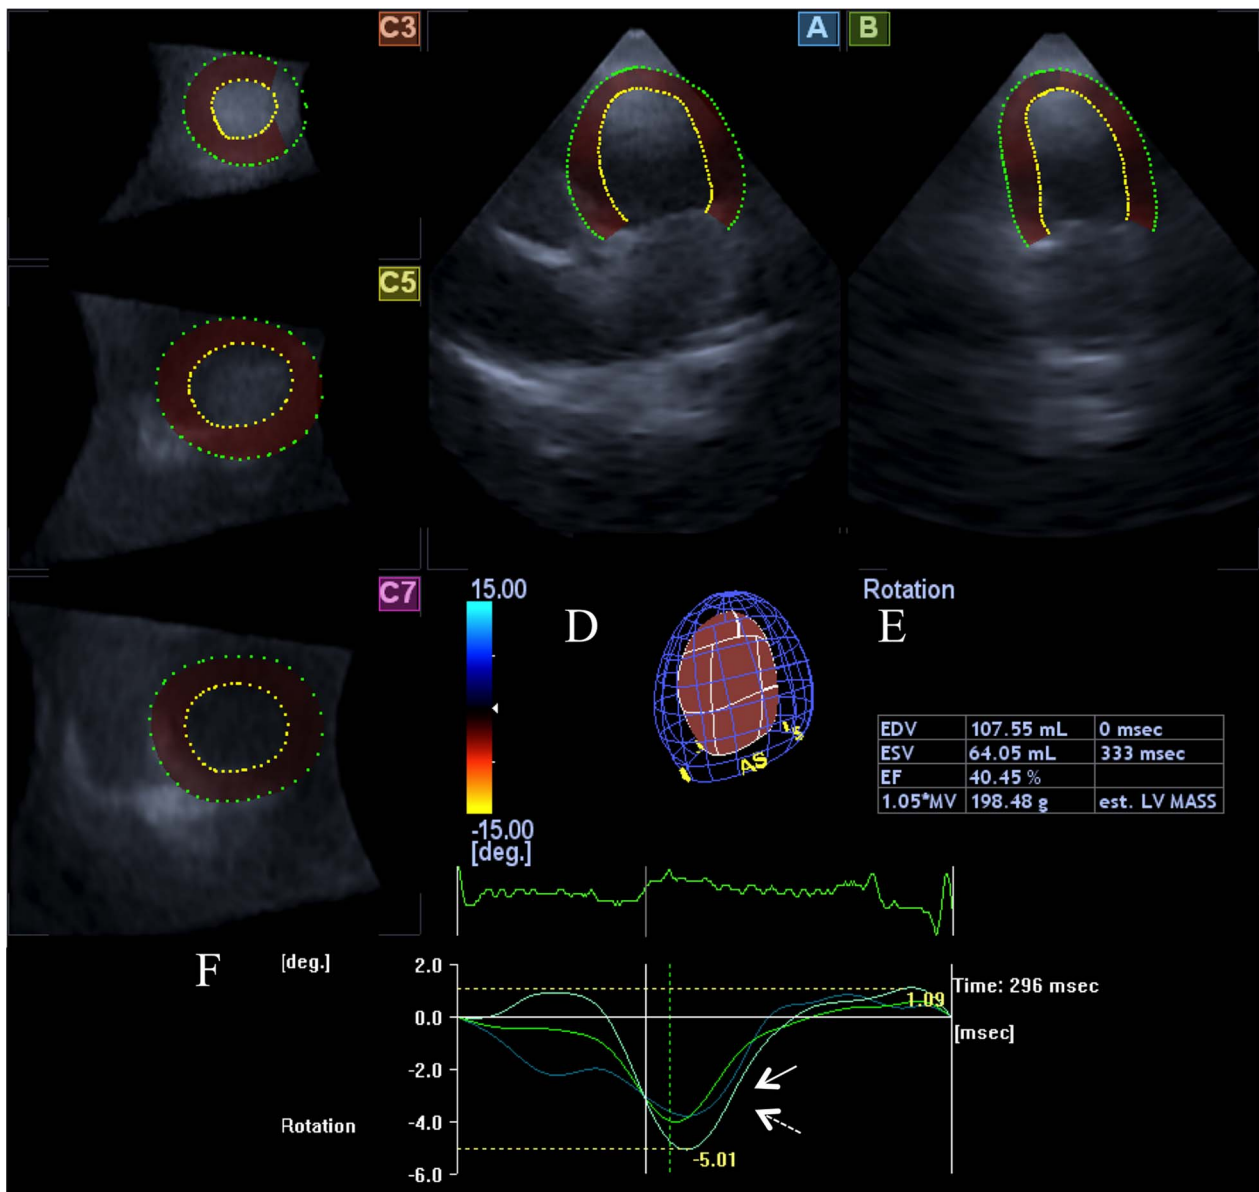 C3
A
B
C5
C7
15.00
D
Rotation
E
AS
EDV 107.55 mL 0 msec
ESV 64.05 mL 333 msec
EF 40.45 %
1.05*MV 198.48 g est. LV MASS
-15.00
[deg.]
F
[deg.]
2.0
Time: 296 msec
1.09
0.0
[msec]
-2.0
-4.0
Rotation
-5.01
-6.0